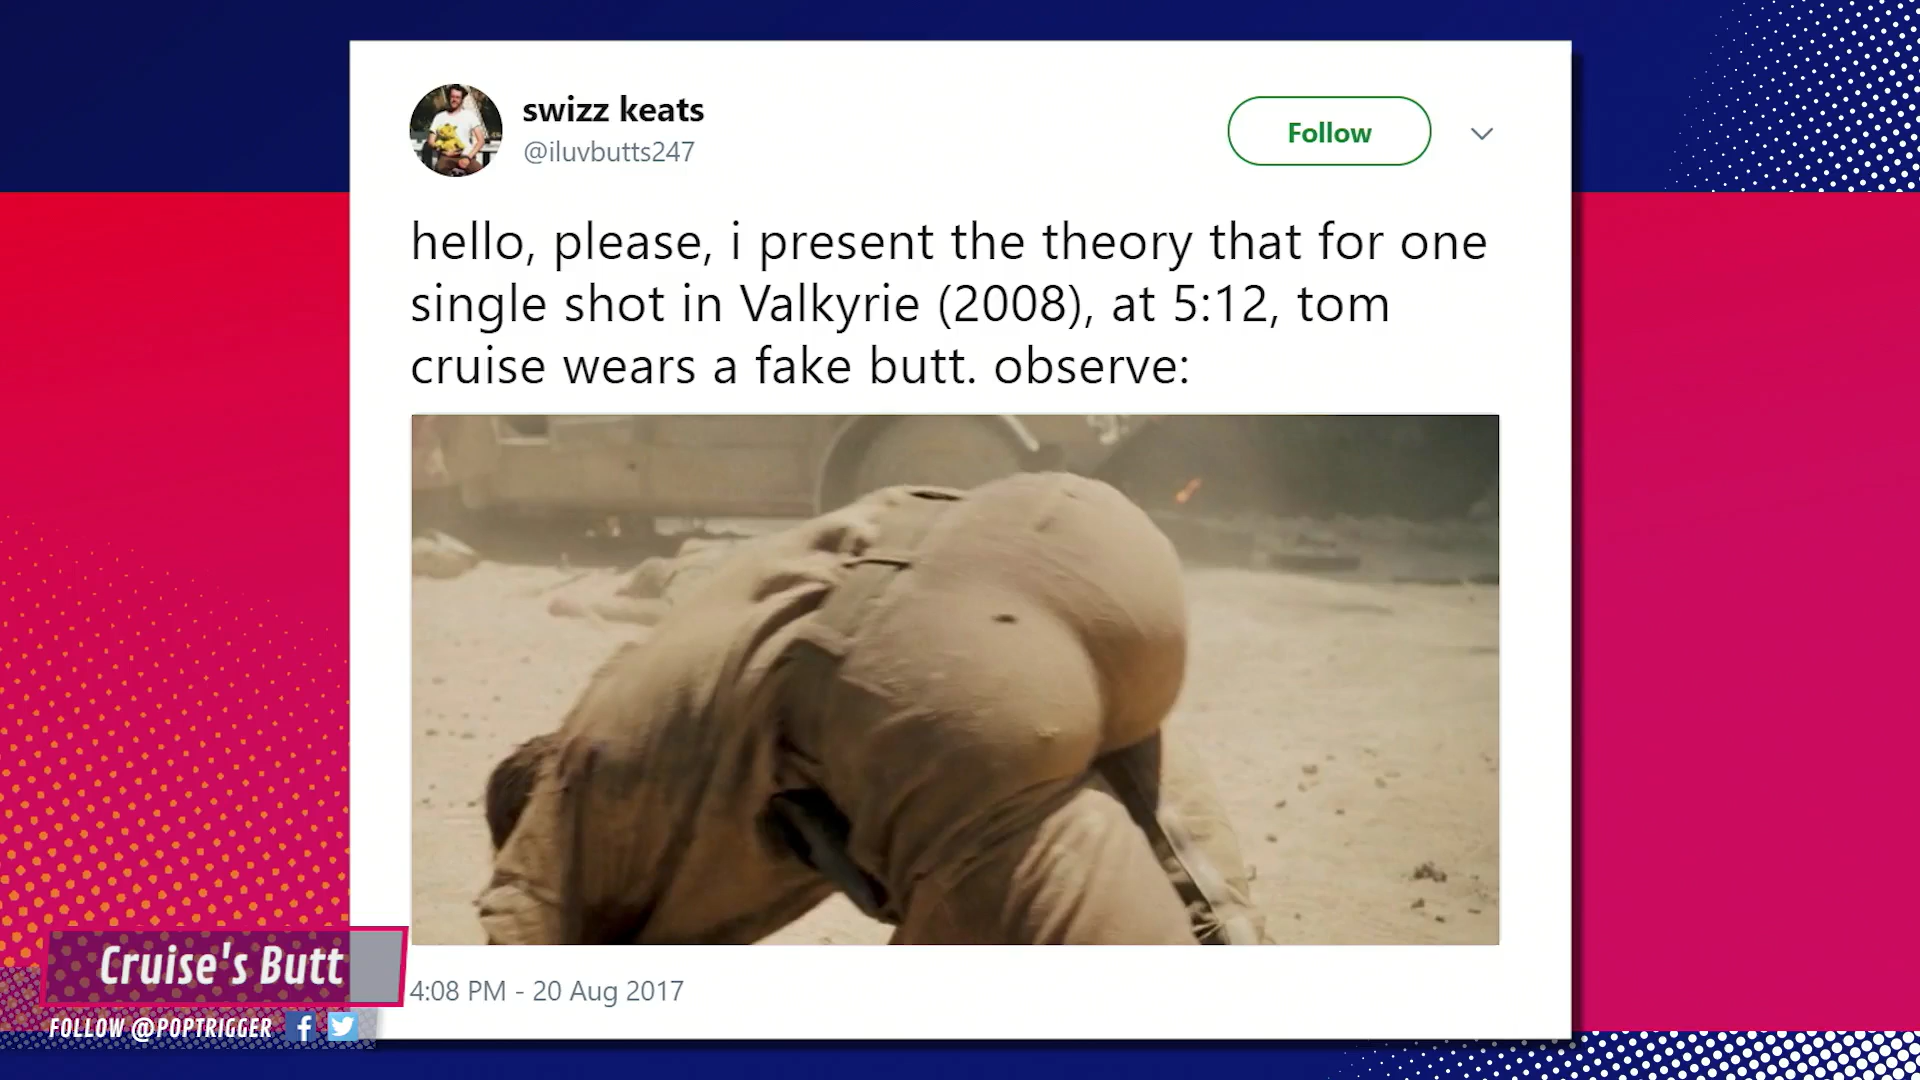 swizz keats
@iluvbutts247
Follow
hello, please, i present the theory that for one
single shot in Valkyrie (2008), at 5:12, tom
cruise wears a fake butt. observe:
4:08 PM - 20 Aug 2017
Cruise's Butt
FOLLOW @POPTRIGGER